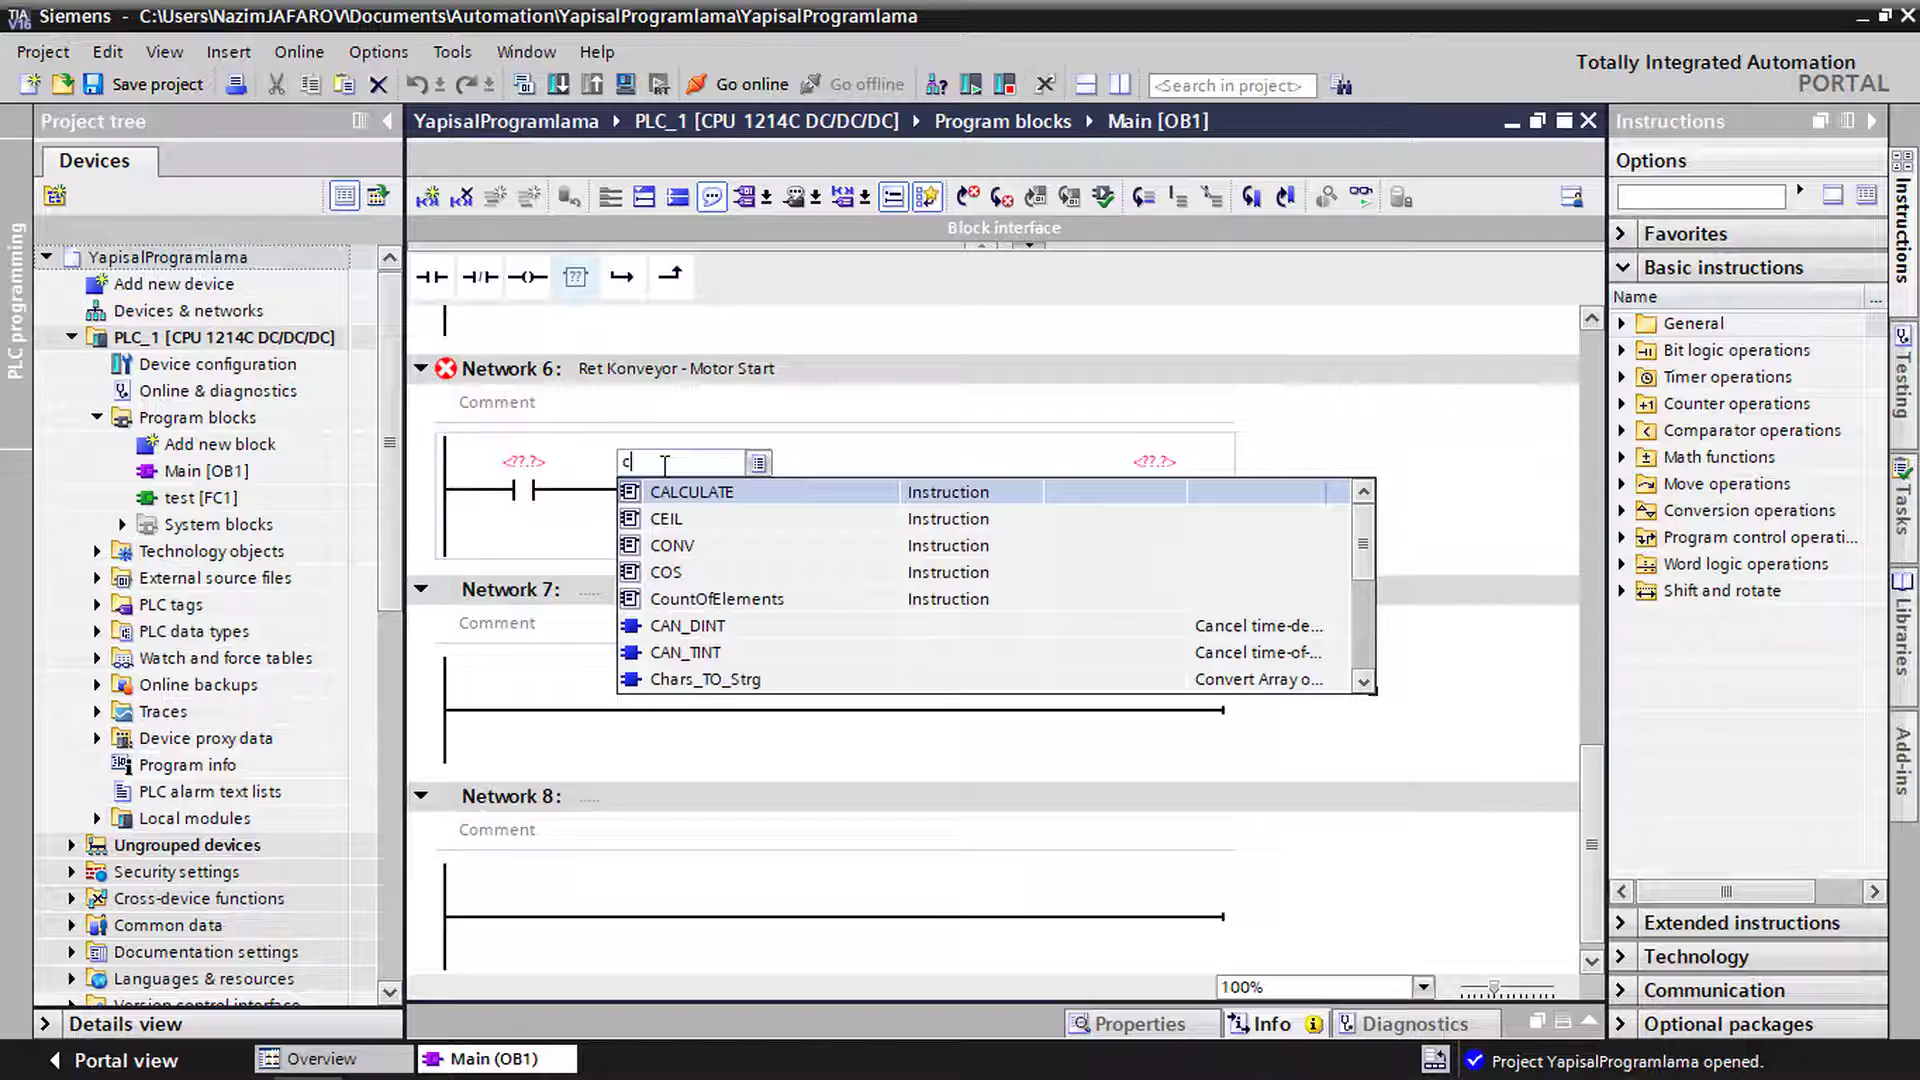 TIA
V16
Siemens - C:\Users\NazimJAFAROV\Documents\Automation\YapisalProgramlama\YapisalProgramlama
Project Edit View Insert Online Options Tools Window Help
Totally Integrated Automation
PORTAL
Save project
Go online
Go offline
<Search in project>
Project tree
YapisalProgramlama
PLC_1 [CPU 1214C DC/DC/DC]
Program blocks
Main [OB1]
Instructions
Devices
Options
Block interface
PLC programming
YapisalProgramlama
Add new device
Devices & networks
PLC_1 [CPU 1214C DC/DC/DC]
Device configuration
Online & diagnostics
Program blocks
Add new block
Main [OB1]
test [FC1]
System blocks
Technology objects
External source files
PLC tags
PLC data types
Watch and force tables
Online backups
Traces
Device proxy data
Program info
PLC alarm text lists
Local modules
Ungrouped devices
Security settings
Cross-device functions
Common data
Documentation settings
Languages & resources
Version control interface
Details view
??
Network 6: Ret Konveyor - Motor Start
Comment
<??.?>
c
<??.?>
CALCULATE Instruction
CEIL Instruction
CONV Instruction
COS Instruction
CountOfElements Instruction
CAN_DINT Cancel time-de...
CAN_TINT Cancel time-of-...
Chars_TO_Strg Convert Array o...
Network 7: .....
Comment
Network 8: .....
Comment
100%
Properties
Info
Diagnostics
Favorites
Basic instructions
Name
...
General
Bit logic operations
Timer operations
Counter operations
Comparator operations
Math functions
Move operations
Conversion operations
Program control operati...
Word logic operations
Shift and rotate
Extended instructions
Technology
Communication
Optional packages
Instructions
Testing
Tasks
Libraries
Add-ins
Portal view
Overview
Main (OB1)
Project YapisalProgramlama opened.